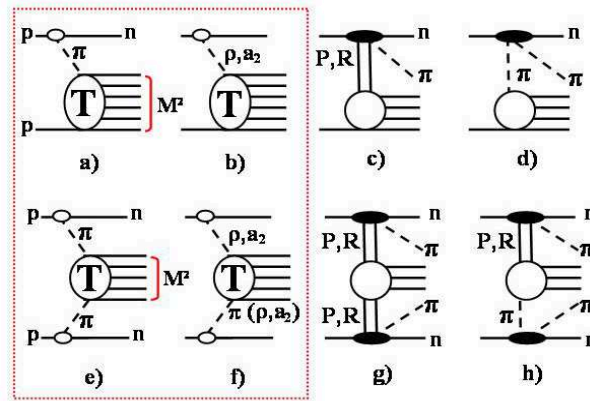 p n n n
π ρ,a₂ P,R π π π
T T
M²
p
a) b) c) d)
p n n n
π ρ,a₂ P,R π P,R π
T T
M²
π π (ρ,a₂) P,R π π π
p n n
e) f) g) h)